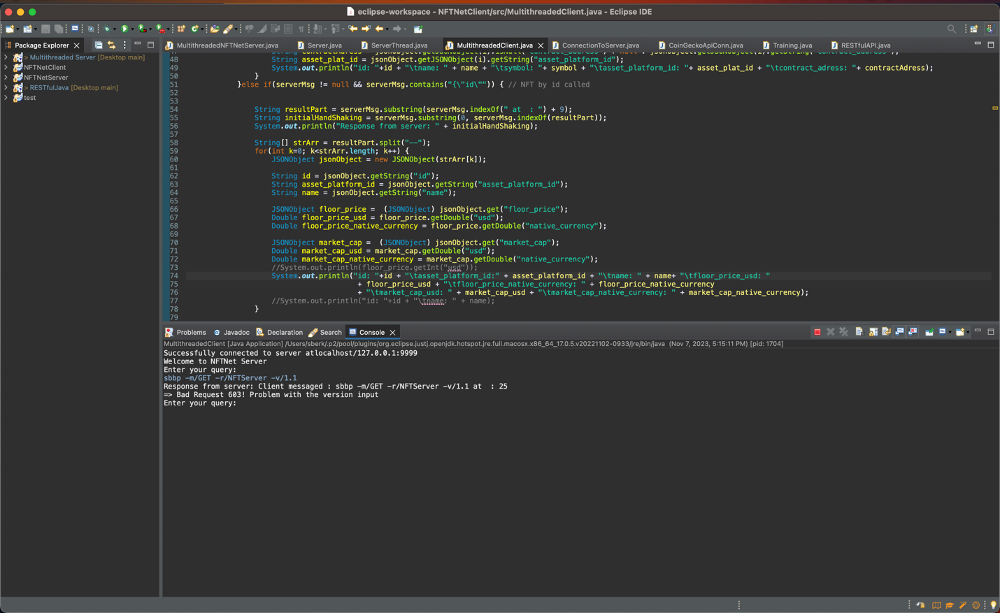 eclipse-workspace - NFTNetClient/src/MultithreadedClient.java - Eclipse IDE
Package Explorer
> Multithreaded Server [Desktop main]
NFTNetClient
NFTNetServer
> RESTfulJava [Desktop main]
test
MultithreadedNFTNetServer.java
Server.java
ServerThread.java
MultithreadedClient.java
ConnectionToServer.java
CoinGeckoApiConn.java
Training.java
RESTfulAPI.java
48 String asset_plat_id = jsonObject.getJSONObject(i).getString("asset_platform_id");
49 System.out.println("id: "+id + "\tname: " + name + "\tsymbol: "+ symbol + "\tasset_platform_id: "+ asset_plat_id + "\tcontract_adress: "+ contractAdress);
50 }
51 }else if(serverMsg != null && serverMsg.contains("{\"id\"")) { // NFT by id called
52
53
54 String resultPart = serverMsg.substring(serverMsg.indexOf(" at  : ") + 9);
55 String initialHandShaking = serverMsg.substring(0, serverMsg.indexOf(resultPart));
56 System.out.println("Response from server: " + initialHandShaking);
57
58 String[] strArr = resultPart.split("--");
59 for(int k=0; k<strArr.length; k++) {
60 JSONObject jsonObject = new JSONObject(strArr[k]);
61
62 String id = jsonObject.getString("id");
63 String asset_platform_id = jsonObject.getString("asset_platform_id");
64 String name = jsonObject.getString("name");
65
66 JSONObject floor_price =  (JSONObject) jsonObject.get("floor_price");
67 Double floor_price_usd = floor_price.getDouble("usd");
68 Double floor_price_native_currency = floor_price.getDouble("native_currency");
69
70 JSONObject market_cap =  (JSONObject) jsonObject.get("market_cap");
71 Double market_cap_usd = market_cap.getDouble("usd");
72 Double market_cap_native_currency = market_cap.getDouble("native_currency");
73 //System.out.println(floor_price.getInt("usd"));
74 System.out.println("id: "+id + "\tasset_platform_id:" + asset_platform_id + "\tname: " + name+ "\tfloor_price_usd: "
75 + floor_price_usd + "\tfloor_price_native_currency: " + floor_price_native_currency
76 + "\tmarket_cap_usd: " + market_cap_usd + "\tmarket_cap_native_currency: " + market_cap_native_currency);
77 //System.out.println("id: "+id + "\tname: " + name);
78 }
79
Problems
@ Javadoc
Declaration
Search
Console
MultithreadedClient [Java Application] /Users/sberk/.p2/pool/plugins/org.eclipse.justj.openjdk.hotspot.jre.full.macosx.x86_64_17.0.5.v20221102-0933/jre/bin/java  (Nov 7, 2023, 5:15:11 PM) [pid: 1704]
Successfully connected to server atlocalhost/127.0.0.1:9999
Welcome to NFTNet Server
Enter your query:
sbbp -m/GET -r/NFTServer -v/1.1
Response from server: Client messaged : sbbp -m/GET -r/NFTServer -v/1.1 at  : 25
=> Bad Request 603! Problem with the version input
Enter your query: